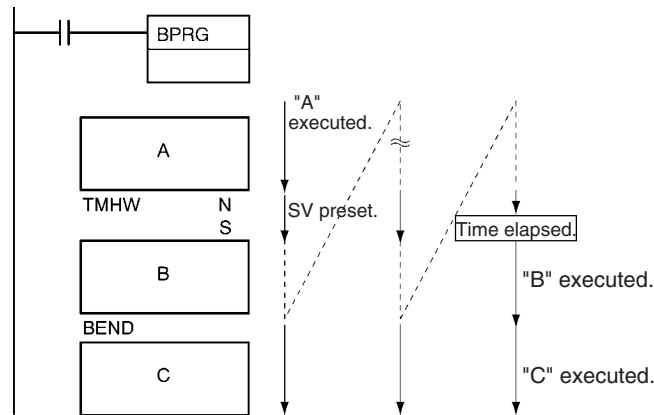 BPRG
"A"
executed.
A
TMHW N
S
SV preset.
Time elapsed.
B
"B" executed.
BEND
C
"C" executed.